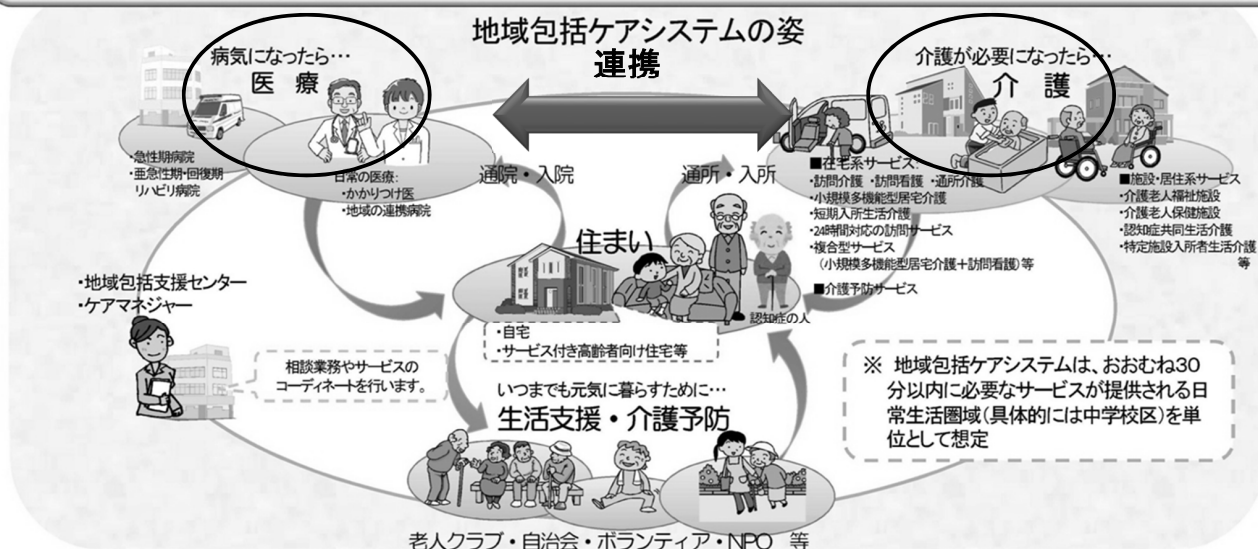 地域包括ケアシステムの姿
連携
病気になったら…
医 療
・急性期病院
・亜急性期・回復期
リハビリ病院
日常の医療:
・かかりつけ医
・地域の連携病院
通院・入院
通所・入所
介護が必要になったら…
介 護
■在宅系サービス:
・訪問介護 ・訪問看護 ・通所介護
・小規模多機能型居宅介護
・短期入所生活介護
・24時間対応の訪問サービス
・複合型サービス
(小規模多機能型居宅介護+訪問看護)等
■介護予防サービス
■施設・居住系サービス
・介護老人福祉施設
・介護老人保健施設
・認知症共同生活介護
・特定施設入所者生活介護
等
住まい
認知症の人
・自宅
・サービス付き高齢者向け住宅等
・地域包括支援センター
・ケアマネジャー
相談業務やサービスの
コーディネートを行います。
いつまでも元気に暮らすために…
生活支援・介護予防
老人クラブ・自治会・ボランティア・NPO 等
※ 地域包括ケアシステムは、おおむね30
分以内に必要なサービスが提供される日
常生活圏域(具体的には中学校区)を単
位として想定